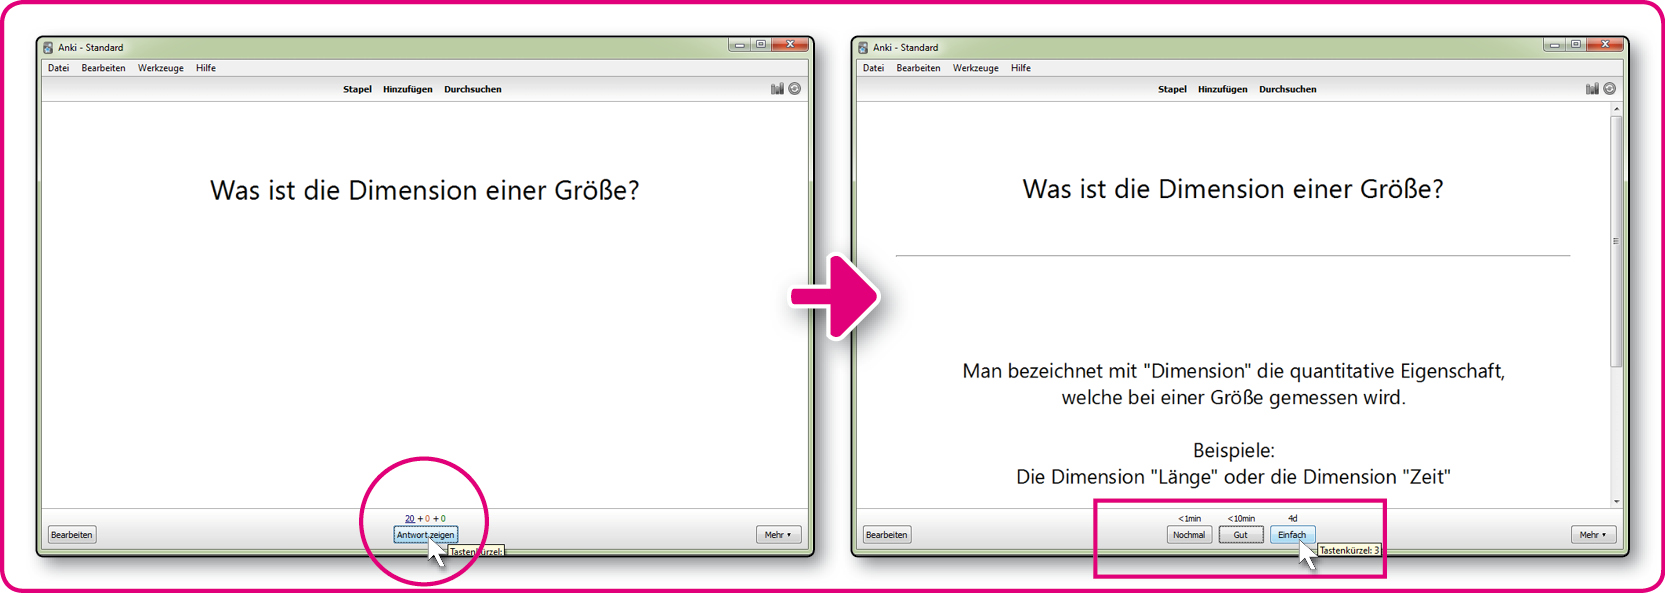 Anki - Standard
Datei Bearbeiten Werkzeuge Hilfe
Stapel Hinzufügen Durchsuchen
Was ist die Dimension einer Größe?
20 + 0 + 0
Bearbeiten Antwort zeigen Mehr
Tastenkürzel:
Anki - Standard
Datei Bearbeiten Werkzeuge Hilfe
Stapel Hinzufügen Durchsuchen
Was ist die Dimension einer Größe?
Man bezeichnet mit "Dimension" die quantitative Eigenschaft,
welche bei einer Größe gemessen wird.
Beispiele:
Die Dimension "Länge" oder die Dimension "Zeit"
<1min <10min 4d
Bearbeiten Nochmal Gut Einfach Mehr
Tastenkürzel: 3